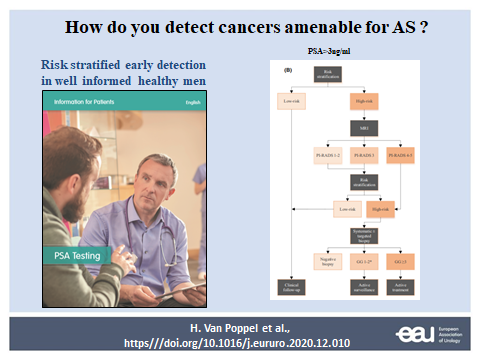 How do you detect cancers amenable for AS ?
PSA>3ng/ml
Risk stratified early detection
in well informed healthy men
Information for Patients
English
PSA Testing
(B)
Risk
stratification
Low-risk
High-risk
MRI
PI-RADS 1-2
PI-RADS 3
PI-RADS 4-5
Risk
stratification
Low-risk
High-risk
Systematic +
targeted
biopsy
Negative
biopsy
GG 1-2*
Clinical
follow-up
Active
surveillance
Active
treatment
H. Van Poppel et al.,
https//doi.org/10.1016/j.eururo.2020.12.010
eau
European
Association
of Urology